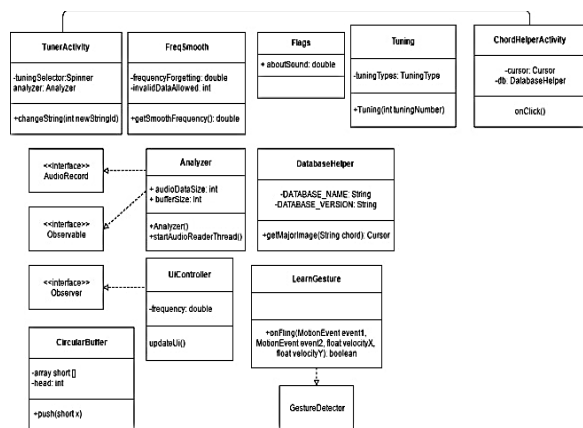 TunerActivity
-tuningSelector:Spinner
analyzer: Analyzer
+changeString(int newStringId)
FreqSmooth
-frequencyForgetting: double
-invalidDataAllowed: int
+getSmoothFrequency(): double
Flags
+ aboutSound: double
Tuning
-tuningTypes: TuningType
+Tuning(int tuningNumber)
ChordHelperActivity
-cursor: Cursor
-db: DatabaseHelper
onClick()
<<interface>>
AudioRecord
<<interface>>
Observable
Analyzer
+ audioDataSize: int
+ bufferSize: int
+Analyzer()
+startAudioReaderThread()
DatabaseHelper
-DATABASE_NAME: String
-DATABASE_VERSION: String
+getMajorImage(String chord): Cursor
<<interface>>
Observer
UiController
-frequency: double
updateUi()
LearnGesture
+onFling(MotionEvent event1,
MotionEvent event2, float velocityX,
float velocityY): boolean
CircularBuffer
-array short []
-head: int
+push(short x)
GestureDetector